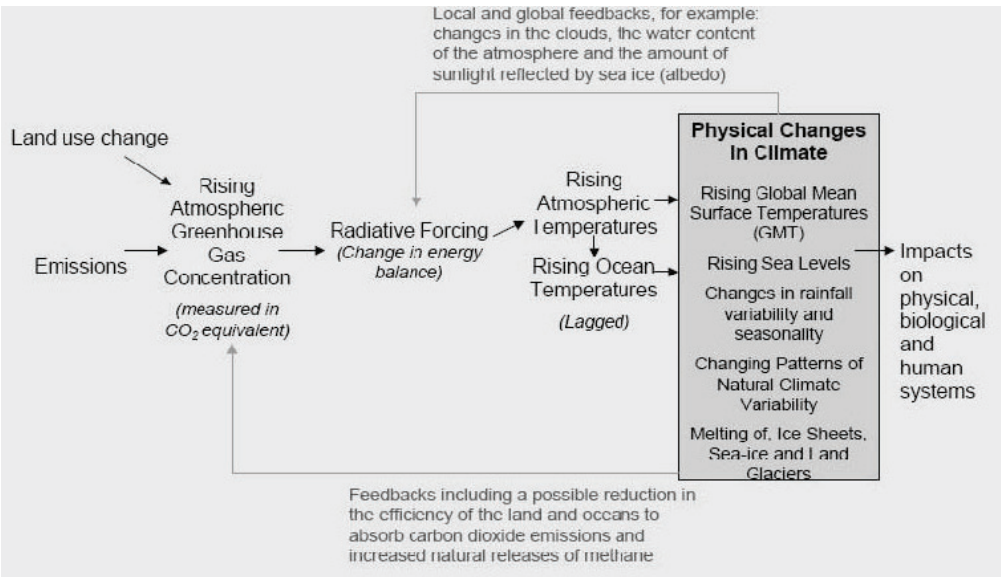 Local and global feedbacks, for example:
changes in the clouds, the water content
of the atmosphere and the amount of
sunlight reflected by sea ice (albedo)
Land use change
Emissions
Rising
Atmospheric
Greenhouse
Gas
Concentration
(measured in
CO₂ equivalent)
Radiative Forcing
(Change in energy
balance)
Rising
Atmospheric
Temperatures
Rising Ocean
Temperatures
(Lagged)
Physical Changes
in Climate
Rising Global Mean
Surface Temperatures
(GMT)
Rising Sea Levels
Changes in rainfall
variability and
seasonality
Changing Patterns of
Natural Climate
Variability
Melting of, Ice Sheets,
Sea-ice and Land
Glaciers
Impacts
on
physical,
biological
and
human
systems
Feedbacks including a possible reduction in
the efficiency of the land and oceans to
absorb carbon dioxide emissions and
increased natural releases of methane